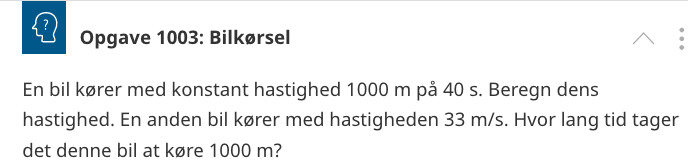 Opgave 1003: Bilkørsel
En bil kører med konstant hastighed 1000 m på 40 s. Beregn dens
hastighed. En anden bil kører med hastigheden 33 m/s. Hvor lang tid tager
det denne bil at køre 1000 m?